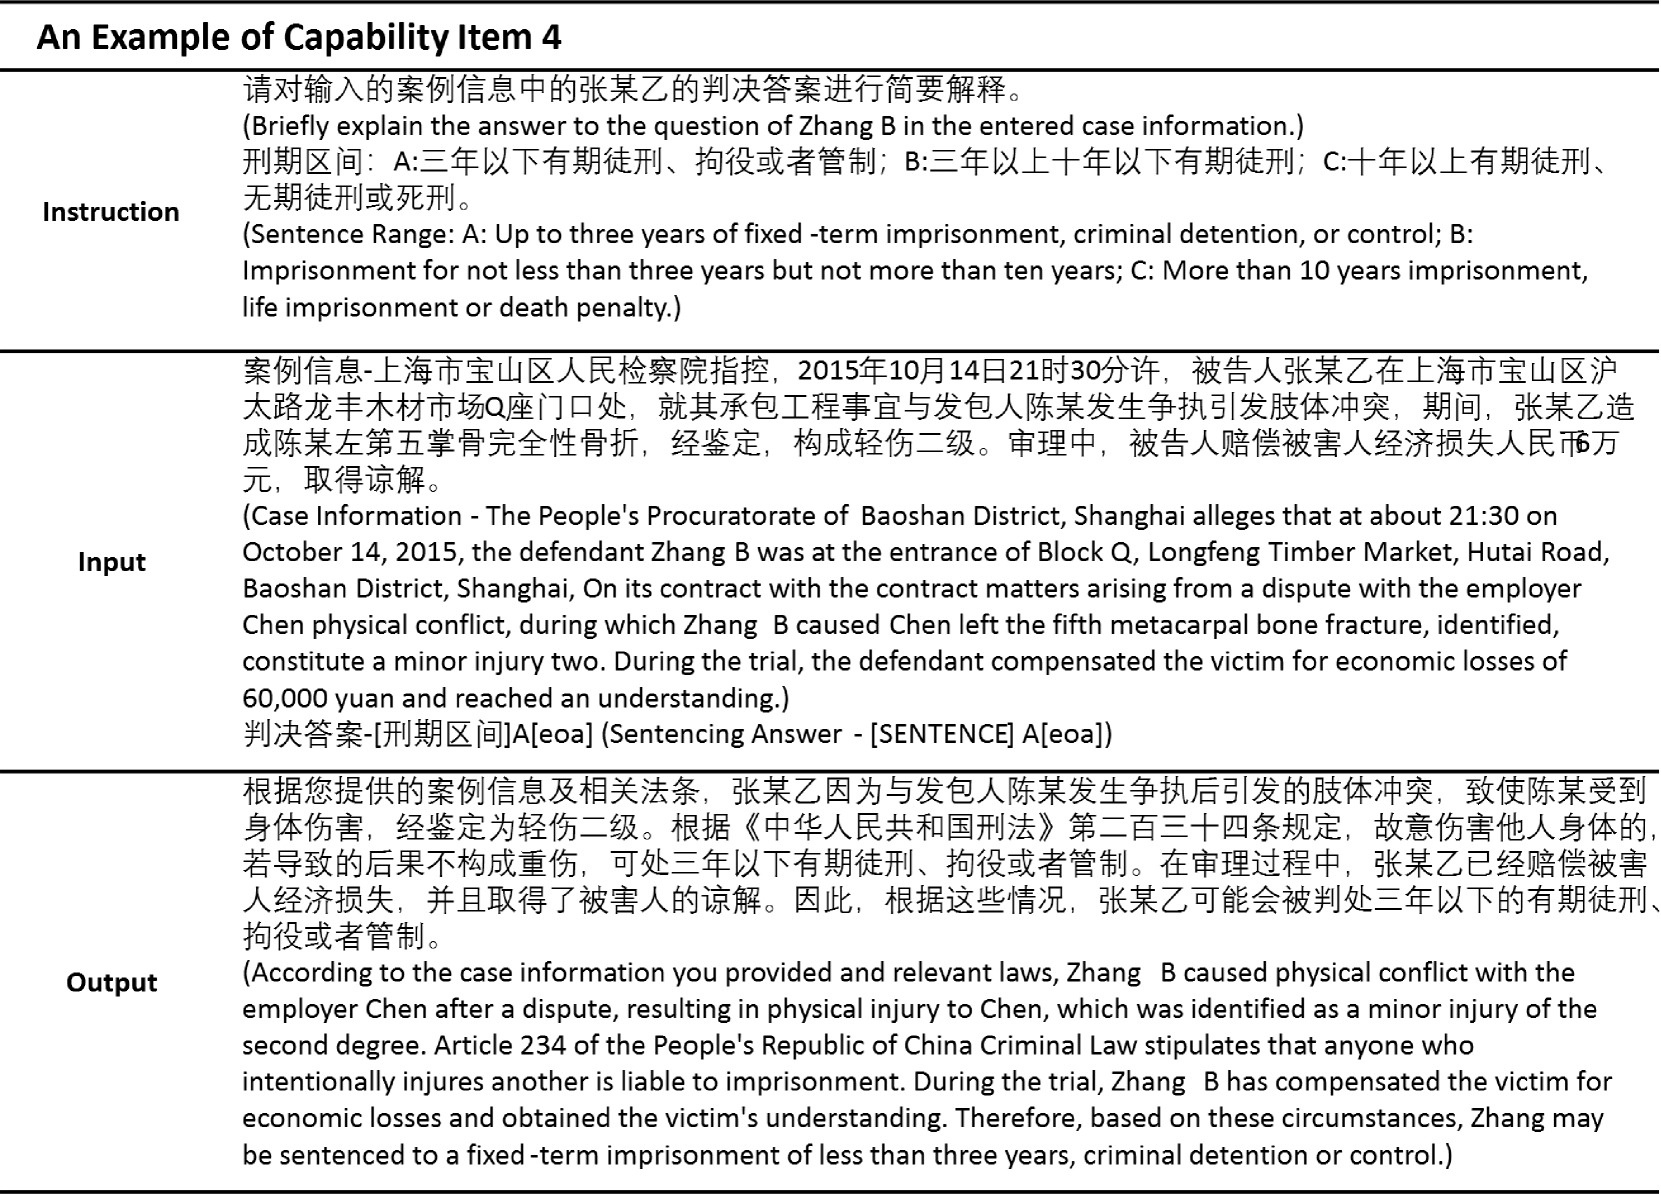 An Example of Capability Item 4
Instruction
请对输入的案例信息中的张某乙的判决答案进行简要解释。
(Briefly explain the answer to the question of Zhang B in the entered case information.)
刑期区间：A:三年以下有期徒刑、拘役或者管制；B:三年以上十年以下有期徒刑；C:十年以上有期徒刑、
无期徒刑或死刑。
(Sentence Range: A: Up to three years of fixed -term imprisonment, criminal detention, or control; B:
Imprisonment for not less than three years but not more than ten years; C: More than 10 years imprisonment,
life imprisonment or death penalty.)
Input
案例信息-上海市宝山区人民检察院指控，2015年10月14日21时30分许，被告人张某乙在上海市宝山区沪
太路龙丰木材市场Q座门口处，就其承包工程事宜与发包人陈某发生争执引发肢体冲突，期间，张某乙造
成陈某左第五掌骨完全性骨折，经鉴定，构成轻伤二级。审理中，被告人赔偿被害人经济损失人民币6万
元，取得谅解。
(Case Information - The People's Procuratorate of Baoshan District, Shanghai alleges that at about 21:30 on
October 14, 2015, the defendant Zhang B was at the entrance of Block Q, Longfeng Timber Market, Hutai Road,
Baoshan District, Shanghai, On its contract with the contract matters arising from a dispute with the employer
Chen physical conflict, during which Zhang B caused Chen left the fifth metacarpal bone fracture, identified,
constitute a minor injury two. During the trial, the defendant compensated the victim for economic losses of
60,000 yuan and reached an understanding.)
判决答案-[刑期区间]A[eoa] (Sentencing Answer - [SENTENCE] A[eoa])
Output
根据您提供的案例信息及相关法条，张某乙因为与发包人陈某发生争执后引发的肢体冲突，致使陈某受到
身体伤害，经鉴定为轻伤二级。根据《中华人民共和国刑法》第二百三十四条规定，故意伤害他人身体的，
若导致的后果不构成重伤，可处三年以下有期徒刑、拘役或者管制。在审理过程中，张某乙已经赔偿被害
人经济损失，并且取得了被害人的谅解。因此，根据这些情况，张某乙可能会被判处三年以下的有期徒刑、
拘役或者管制。
(According to the case information you provided and relevant laws, Zhang B caused physical conflict with the
employer Chen after a dispute, resulting in physical injury to Chen, which was identified as a minor injury of the
second degree. Article 234 of the People's Republic of China Criminal Law stipulates that anyone who
intentionally injures another is liable to imprisonment. During the trial, Zhang B has compensated the victim for
economic losses and obtained the victim's understanding. Therefore, based on these circumstances, Zhang may
be sentenced to a fixed -term imprisonment of less than three years, criminal detention or control.)